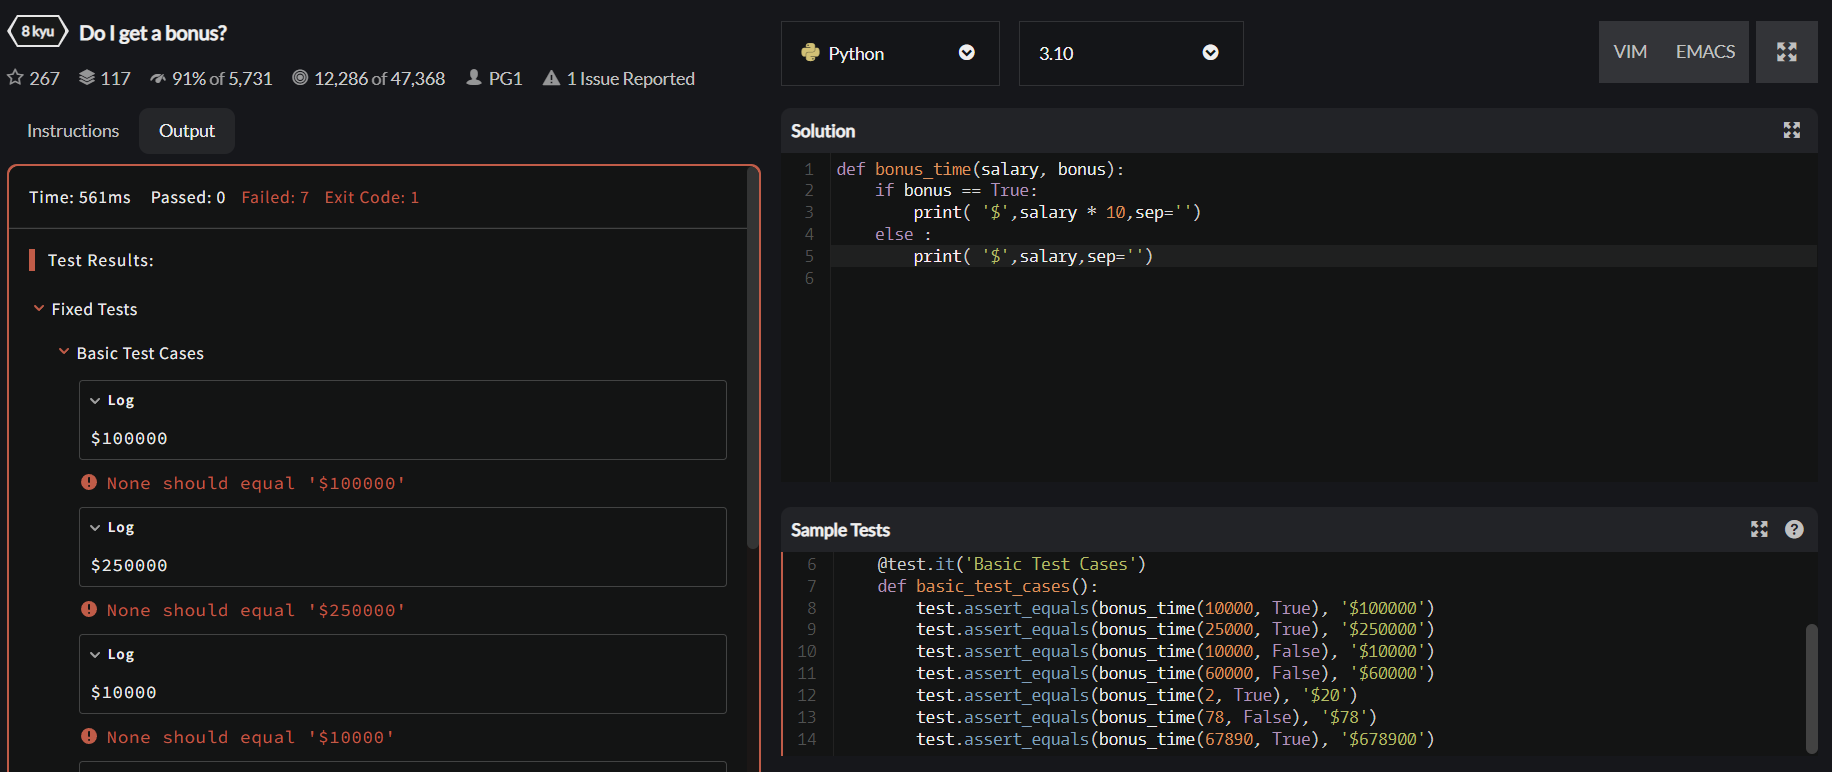 8 kyu
Do I get a bonus?
267 117 91% of 5,731 12,286 of 47,368 PG1 1 Issue Reported
Instructions Output
Time: 561ms Passed: 0 Failed: 7 Exit Code: 1
Test Results:
Fixed Tests
Basic Test Cases
Log
$100000
None should equal '$100000'
Log
$250000
None should equal '$250000'
Log
$10000
None should equal '$10000'
Python 3.10 VIM EMACS
Solution
1 def bonus_time(salary, bonus):
2     if bonus == True:
3         print( '$',salary * 10,sep='')
4     else :
5         print( '$',salary,sep='')
6
Sample Tests ?
6     @test.it('Basic Test Cases')
7     def basic_test_cases():
8         test.assert_equals(bonus_time(10000, True), '$100000')
9         test.assert_equals(bonus_time(25000, True), '$250000')
10         test.assert_equals(bonus_time(10000, False), '$10000')
11         test.assert_equals(bonus_time(60000, False), '$60000')
12         test.assert_equals(bonus_time(2, True), '$20')
13         test.assert_equals(bonus_time(78, False), '$78')
14         test.assert_equals(bonus_time(67890, True), '$678900')